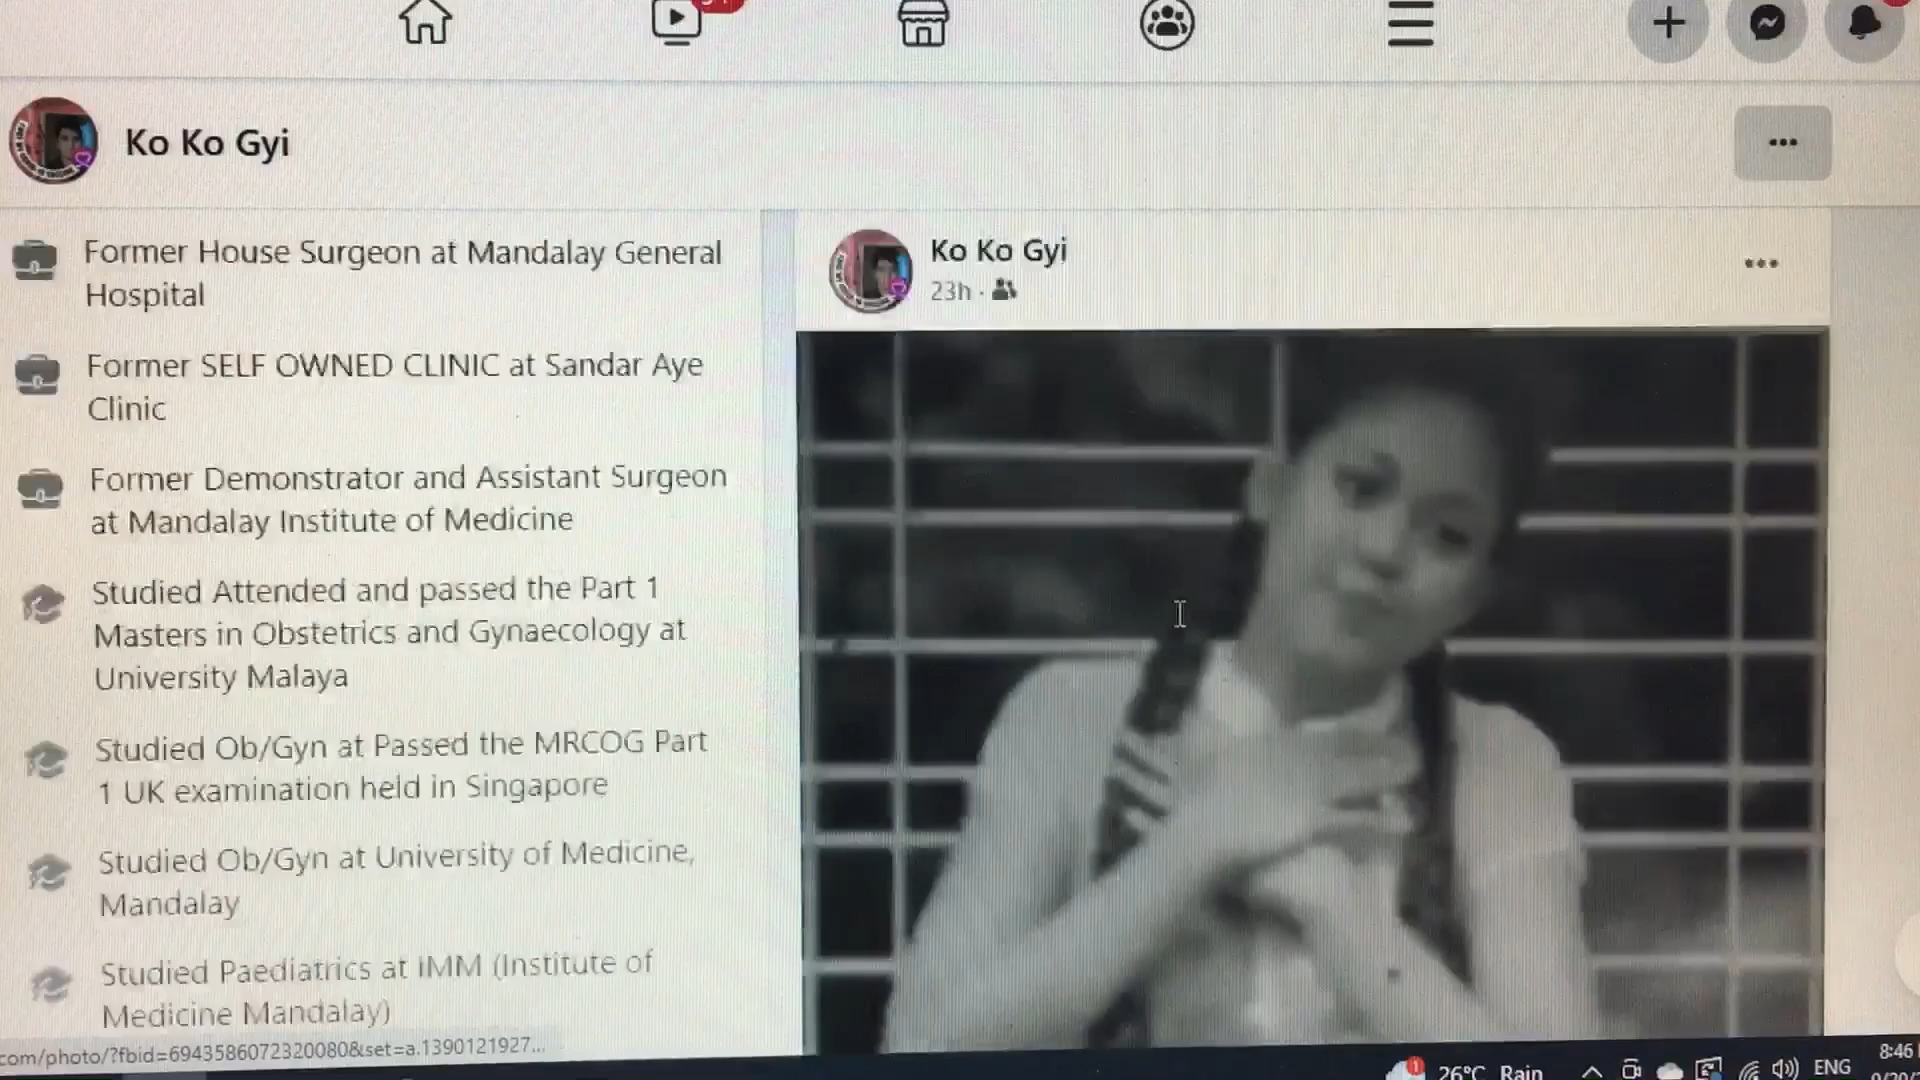 Ko Ko Gyi
Former House Surgeon at Mandalay General
Hospital
Former SELF OWNED CLINIC at Sandar Aye
Clinic
Former Demonstrator and Assistant Surgeon
at Mandalay Institute of Medicine
Studied Attended and passed the Part 1
Masters in Obstetrics and Gynaecology at
University Malaya
Studied Ob/Gyn at Passed the MRCOG Part
1 UK examination held in Singapore
Studied Ob/Gyn at University of Medicine,
Mandalay
Studied Paediatrics at IMM (Institute of
Medicine Mandalay)
com/photo/?fbid=6943586072320080&set=a.1390121927...
Ko Ko Gyi
23h ·
26°C Rain
ENG
8:46